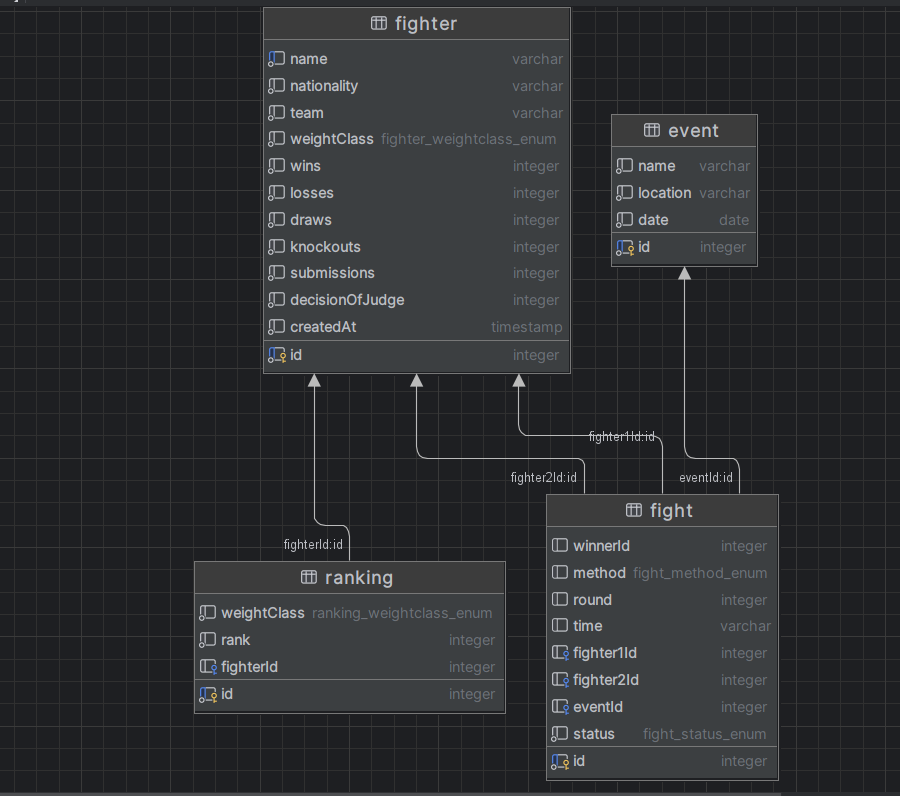 fighter
name varchar
nationality varchar
team varchar
weightClass fighter_weightclass_enum
wins integer
losses integer
draws integer
knockouts integer
submissions integer
decisionOfJudge integer
createdAt timestamp
id integer
event
name varchar
location varchar
date date
id integer
fighter1Id:id
fighter2Id:id
eventId:id
fighterId:id
ranking
weightClass ranking_weightclass_enum
rank integer
fighterId integer
id integer
fight
winnerId integer
method fight_method_enum
round integer
time varchar
fighter1Id integer
fighter2Id integer
eventId integer
status fight_status_enum
id integer